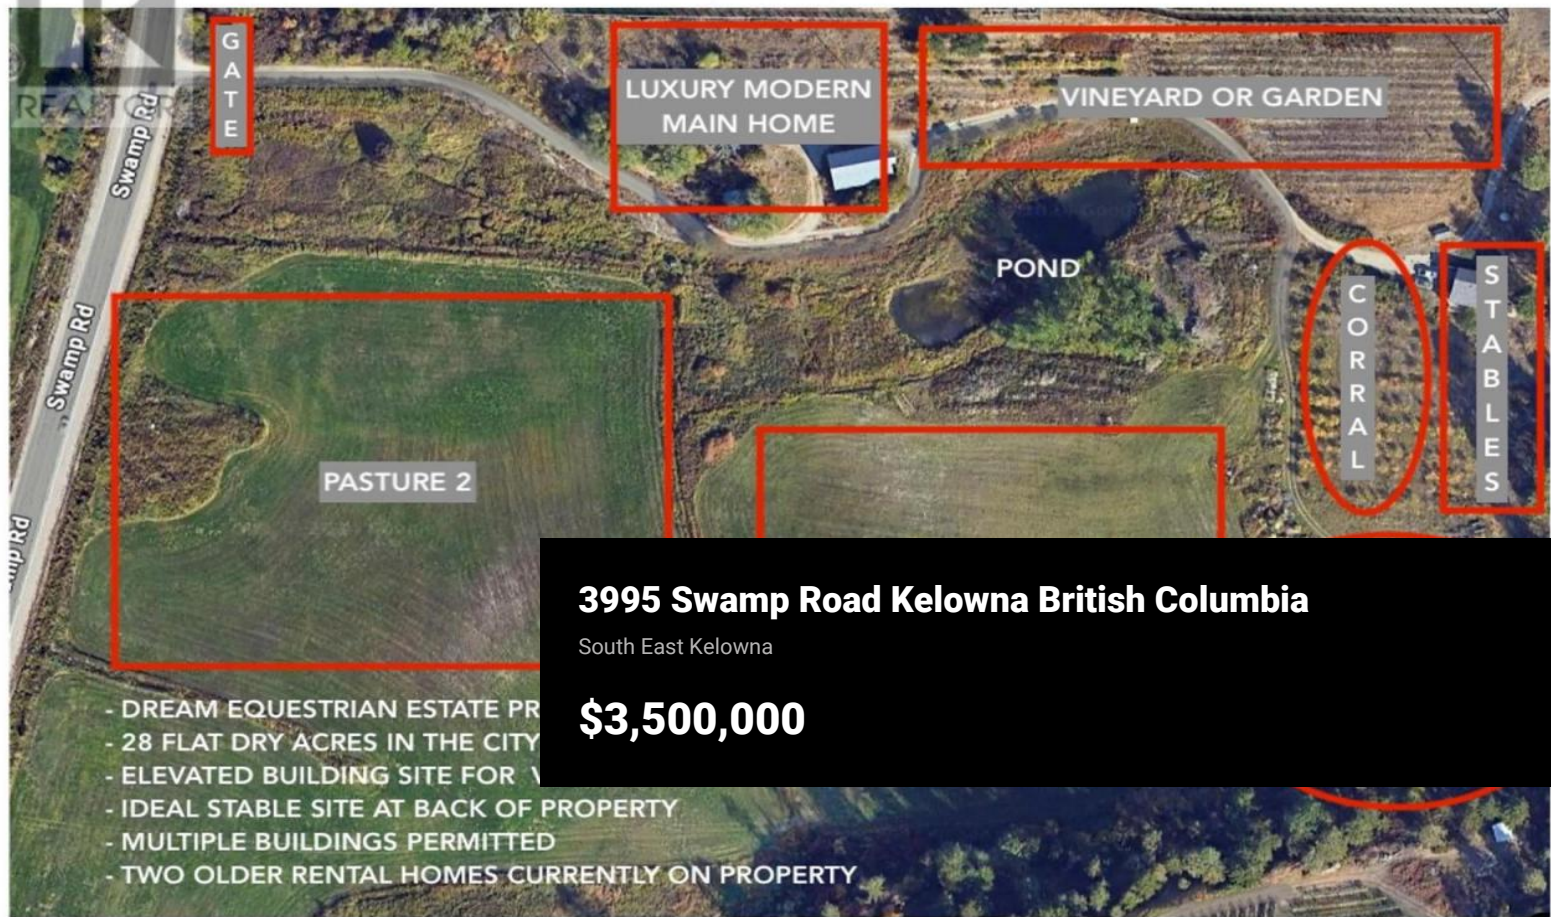 REALTOR
GATE
LUXURY MODERN
MAIN HOME
VINEYARD OR GARDEN
Swamp Rd
POND
CORRAL
STABLES
Swamp Rd
PASTURE 2
3995 Swamp Road Kelowna British Columbia
South East Kelowna
$3,500,000
- DREAM EQUESTRIAN ESTATE
- 28 FLAT DRY ACRES IN THE CITY
- ELEVATED BUILDING SITE FOR
- IDEAL STABLE SITE AT BACK OF PROPERTY
- MULTIPLE BUILDINGS PERMITTED
- TWO OLDER RENTAL HOMES CURRENTLY ON PROPERTY